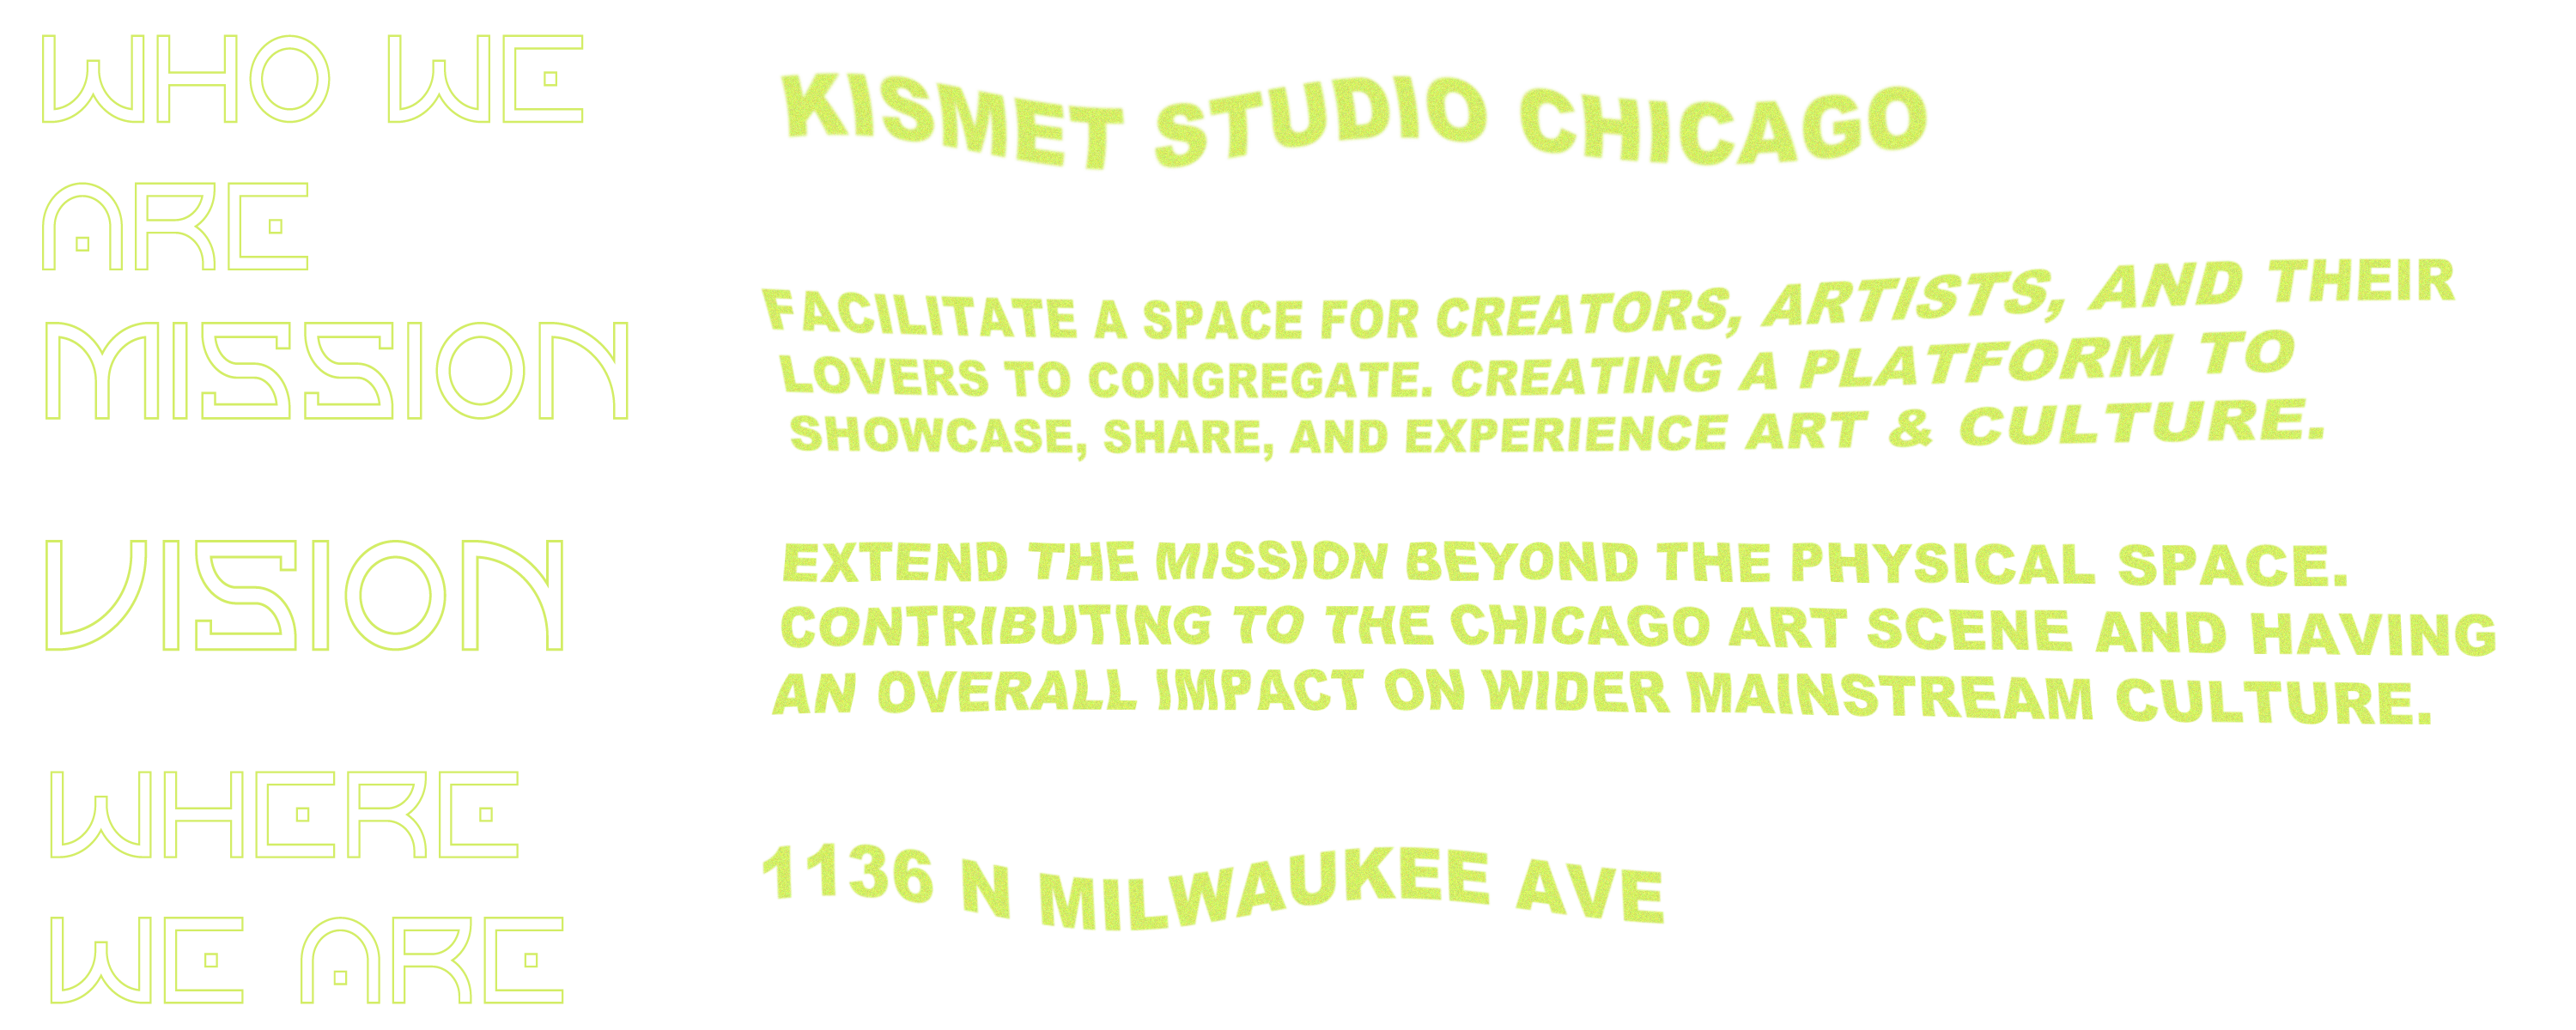 WHO WE
ARE
KISMET STUDIO CHICAGO
MISSION
FACILITATE A SPACE FOR CREATORS, ARTISTS, AND THEIR
LOVERS TO CONGREGATE. CREATING A PLATFORM TO
SHOWCASE, SHARE, AND EXPERIENCE ART & CULTURE.
VISION
EXTEND THE MISSION BEYOND THE PHYSICAL SPACE.
CONTRIBUTING TO THE CHICAGO ART SCENE AND HAVING
AN OVERALL IMPACT ON WIDER MAINSTREAM CULTURE.
WHERE
WE ARE
1136 N MILWAUKEE AVE